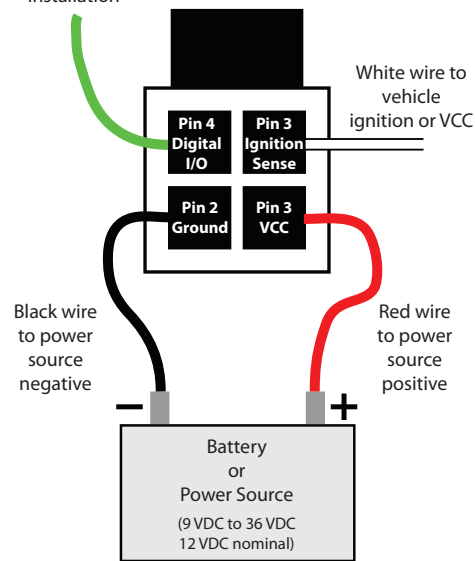 installation
White wire to
vehicle
ignition or VCC
Pin 4
Digital
I/O
Pin 3
Ignition
Sense
Pin 2
Ground
Pin 3
VCC
Black wire
to power
source
negative
Red wire
to power
source
positive
−
+
Battery
or
Power Source
(9 VDC to 36 VDC
12 VDC nominal)